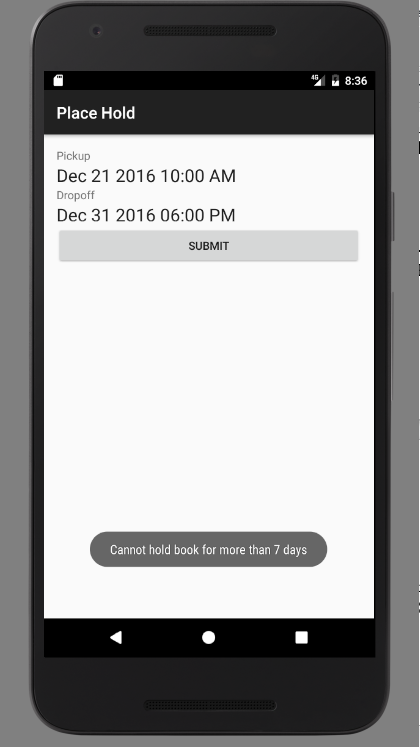 4G 8:36
Place Hold
Pickup
Dec 21 2016 10:00 AM
Dropoff
Dec 31 2016 06:00 PM
SUBMIT
Cannot hold book for more than 7 days